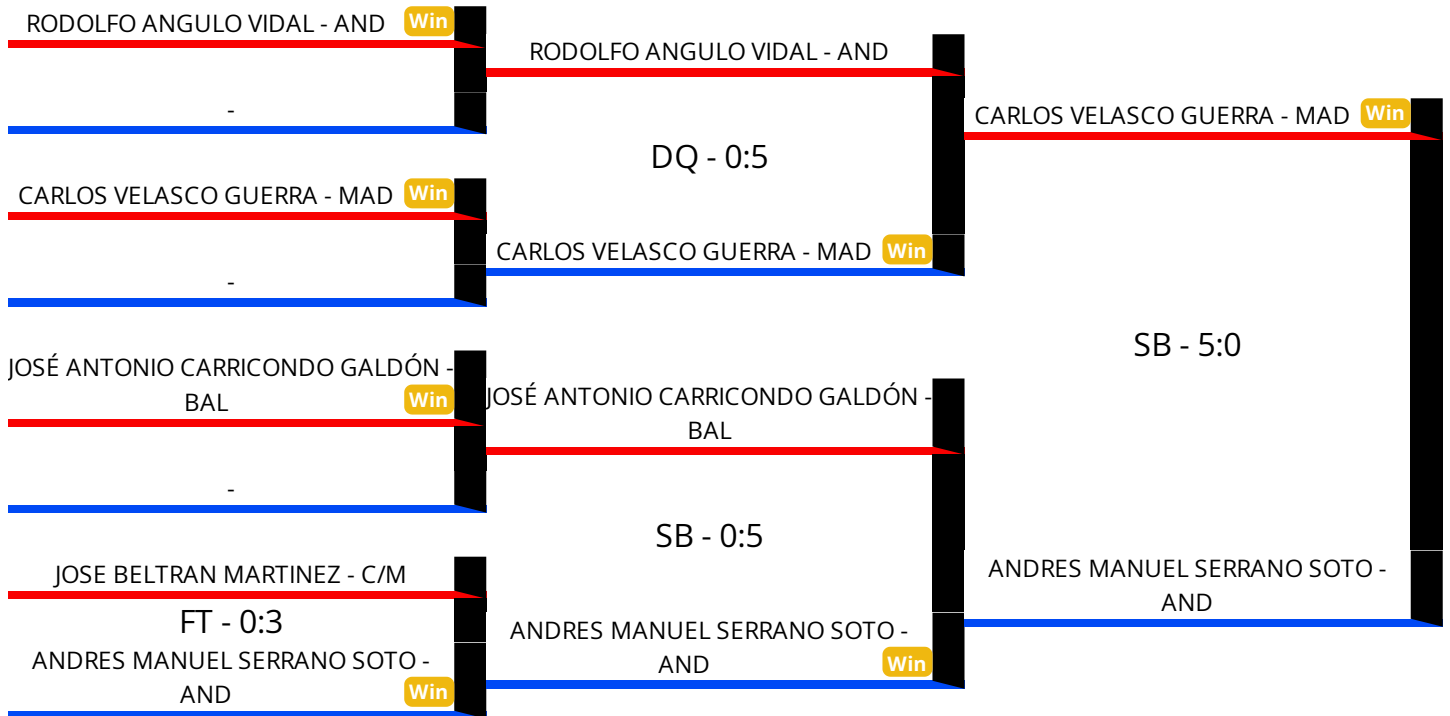 RODOLFO ANGULO VIDAL - AND Win
-
CARLOS VELASCO GUERRA - MAD Win
-
JOSÉ ANTONIO CARRICONDO GALDÓN -
BAL Win
-
JOSE BELTRAN MARTINEZ - C/M
FT - 0:3
ANDRES MANUEL SERRANO SOTO -
AND Win
RODOLFO ANGULO VIDAL - AND
DQ - 0:5
CARLOS VELASCO GUERRA - MAD Win
JOSÉ ANTONIO CARRICONDO GALDÓN -
BAL
SB - 0:5
ANDRES MANUEL SERRANO SOTO -
AND Win
CARLOS VELASCO GUERRA - MAD Win
SB - 5:0
ANDRES MANUEL SERRANO SOTO -
AND